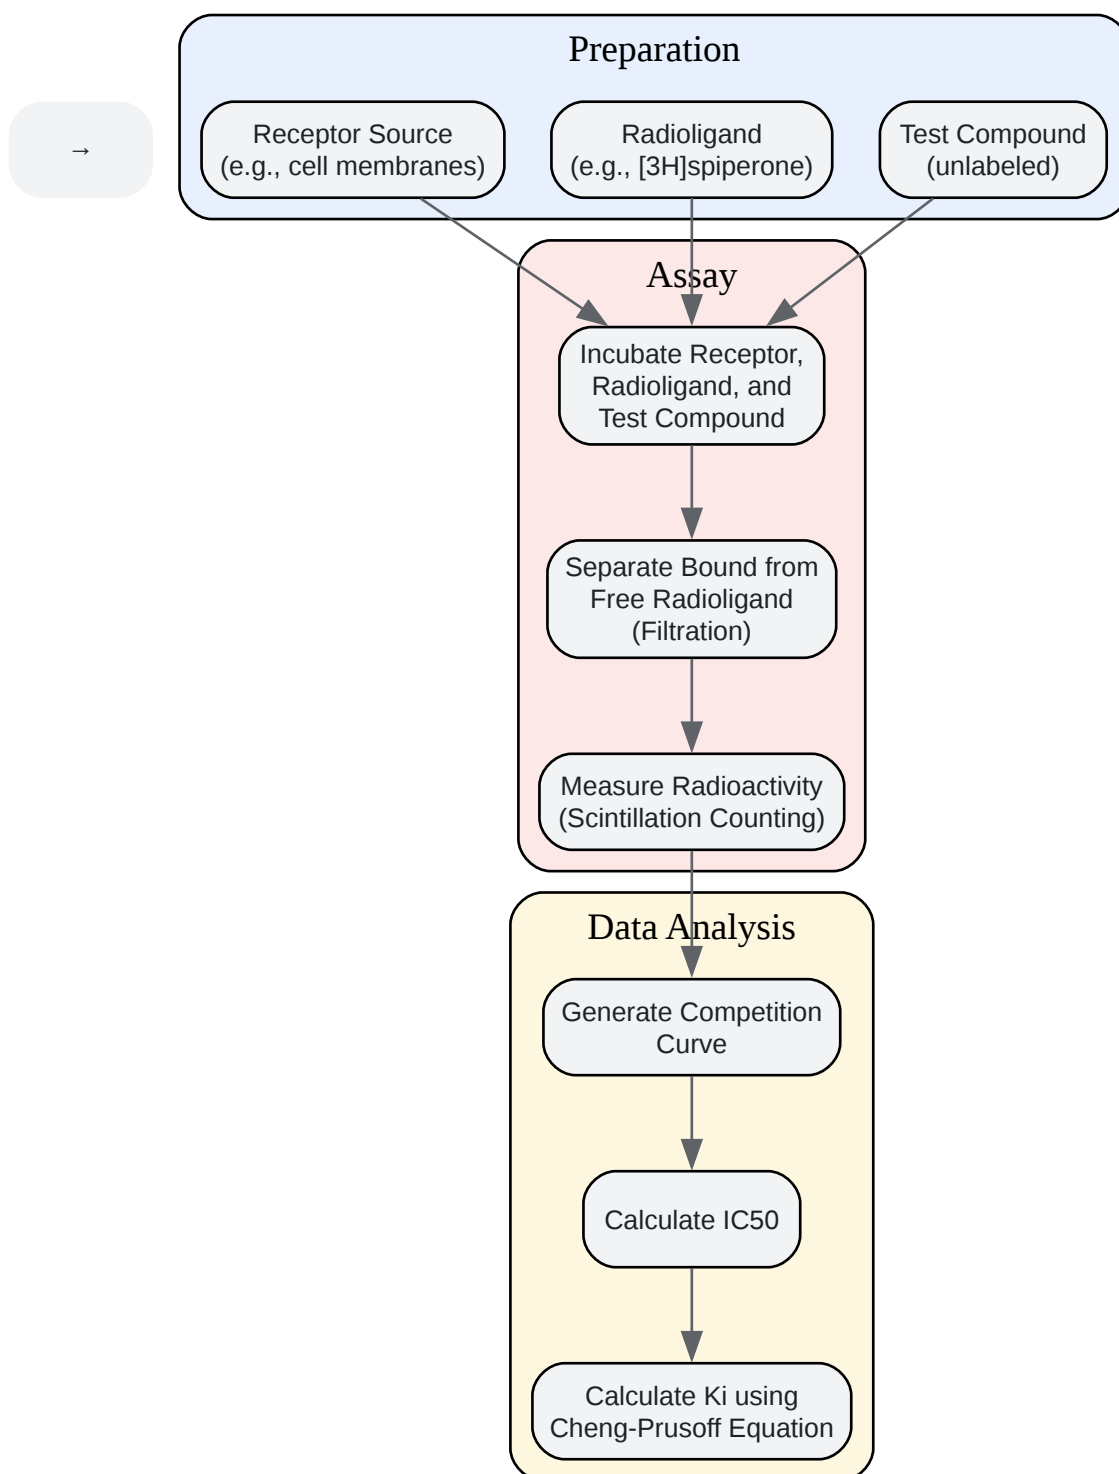 Preparation
→
Receptor Source
(e.g., cell membranes)
Radioligand
(e.g., [3H]spiperone)
Test Compound
(unlabeled)
Assay
Incubate Receptor,
Radioligand, and
Test Compound
Separate Bound from
Free Radioligand
(Filtration)
Measure Radioactivity
(Scintillation Counting)
Data Analysis
Generate Competition
Curve
Calculate IC50
Calculate Ki using
Cheng-Prusoff Equation